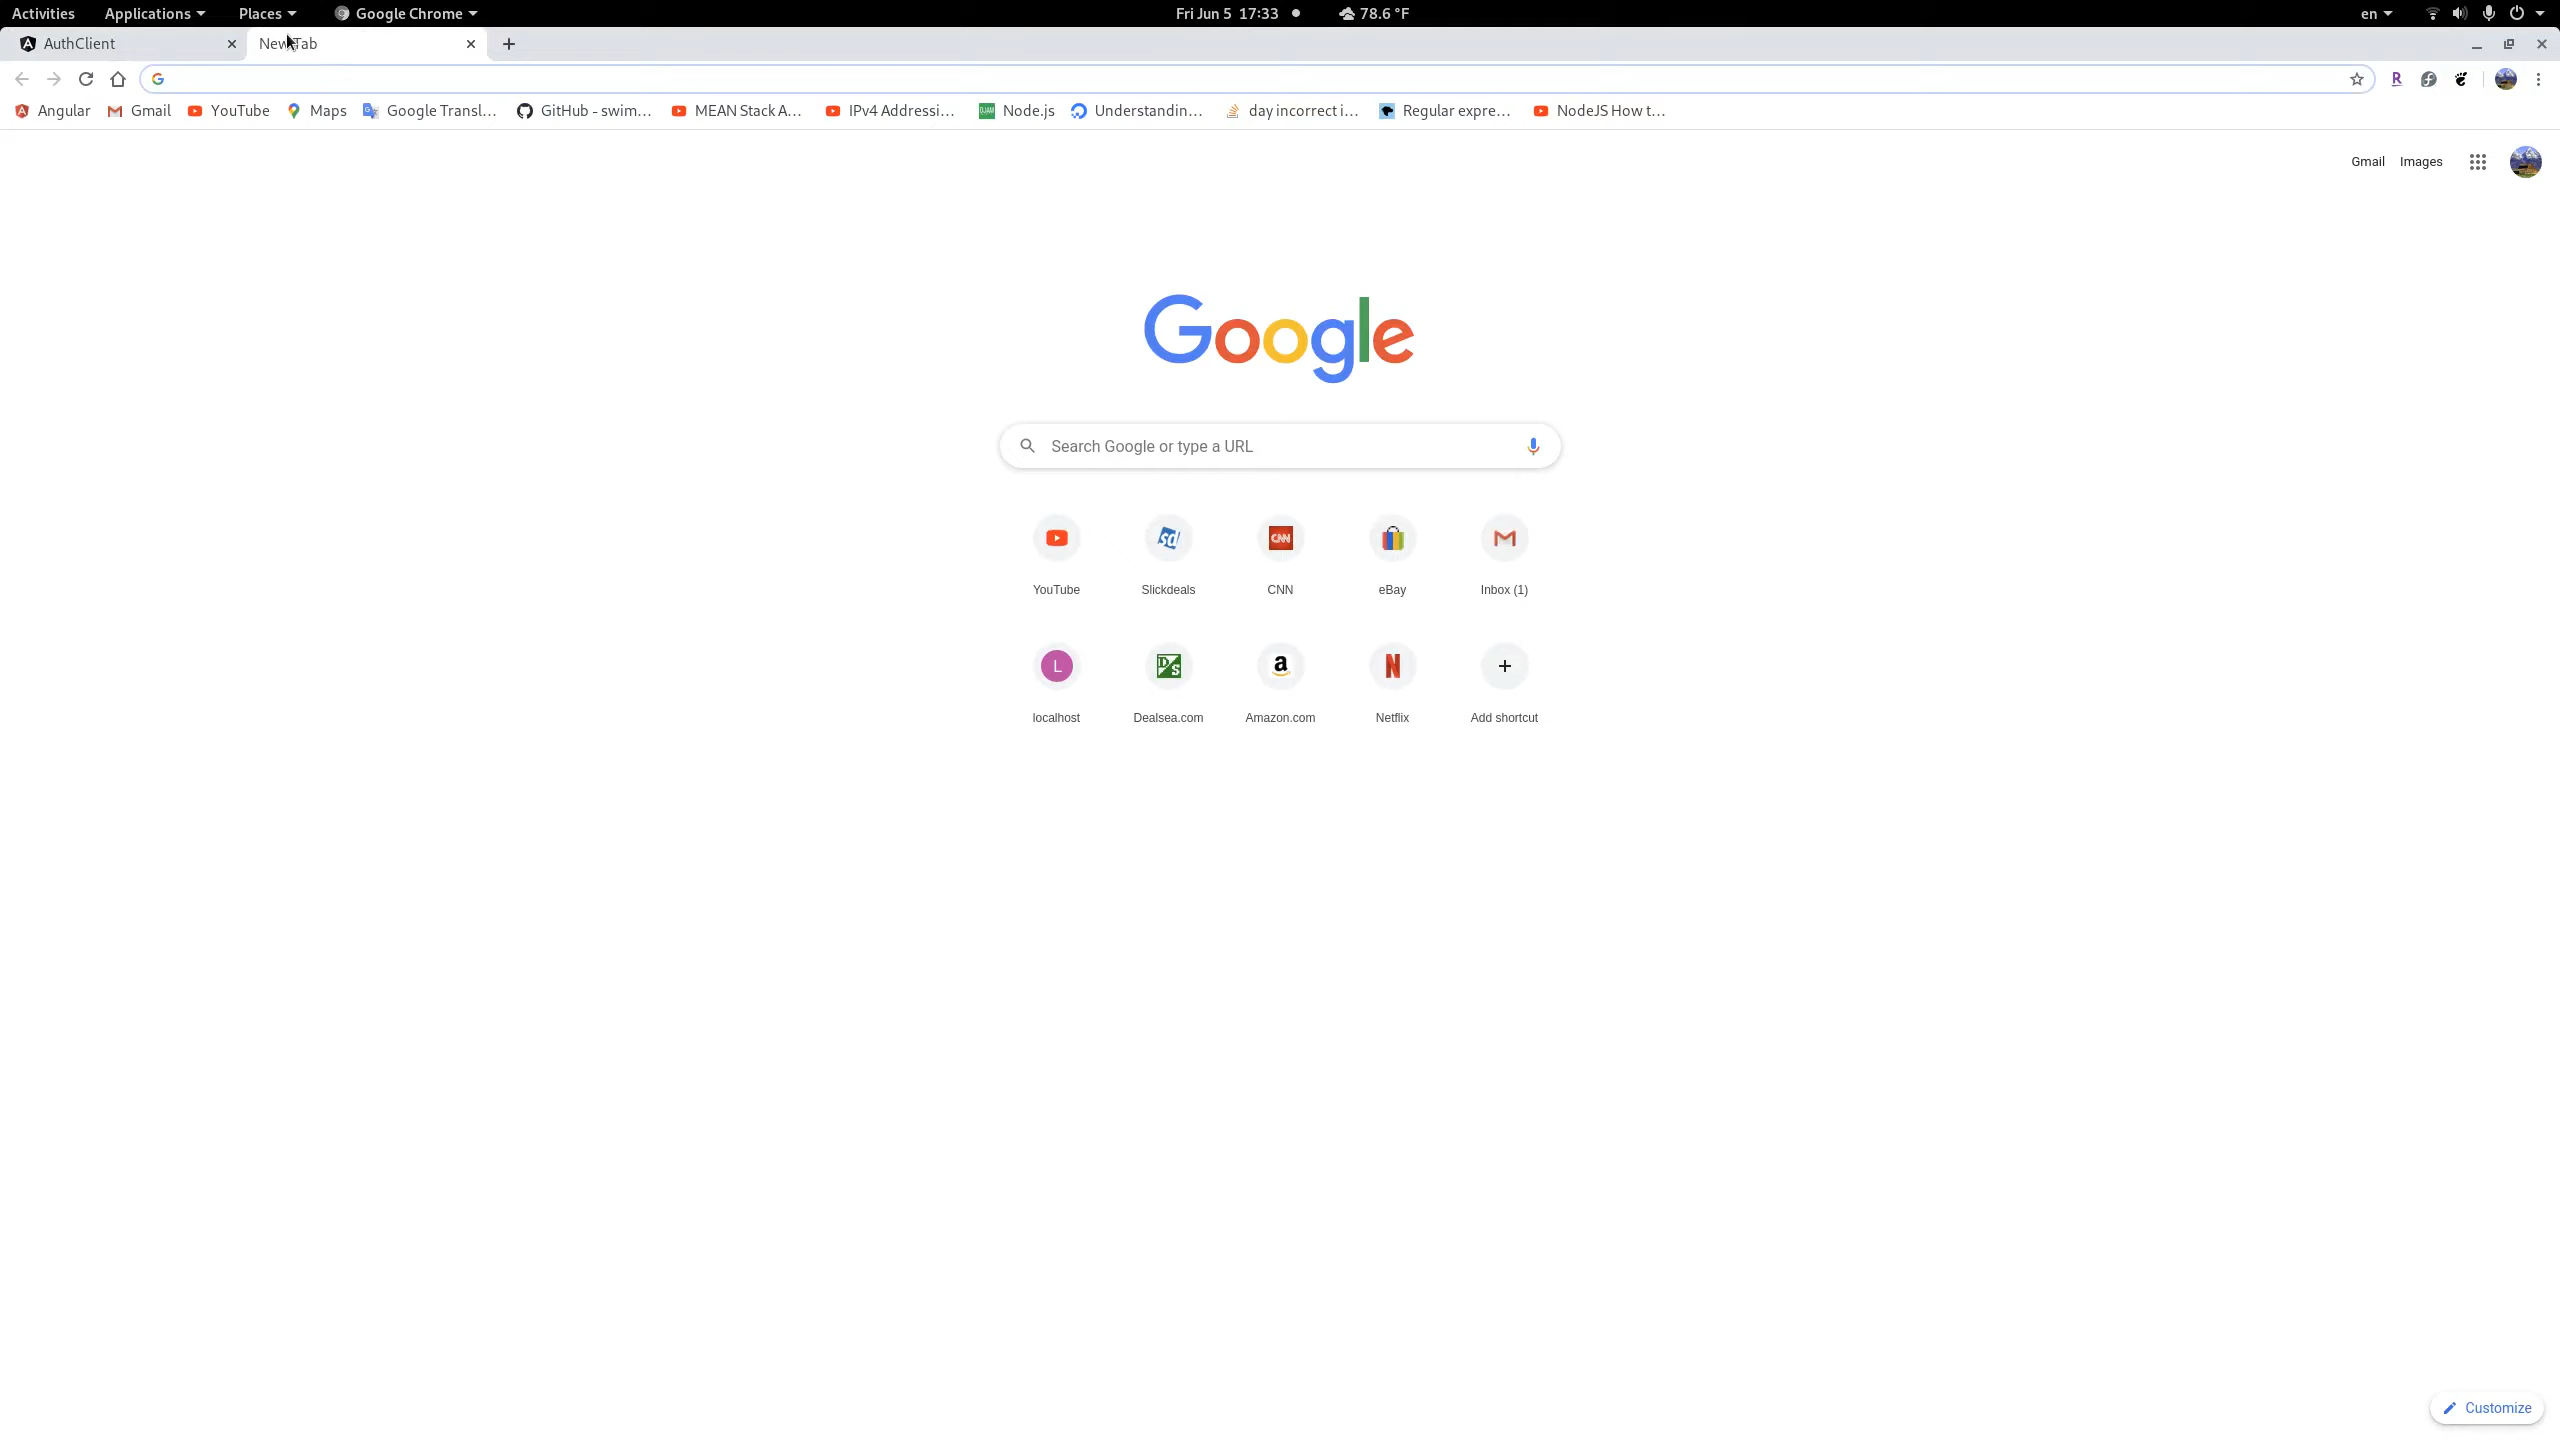 Activities Applications Places Google Chrome Fri Jun 5 17:33 78.6 °F en
AuthClient New Tab
Angular Gmail YouTube Maps Google Transl... GitHub - swim... MEAN Stack A... IPv4 Addressi... Node.js Understandin... day incorrect i... Regular expre... NodeJS How t...
Gmail Images
Google
Search Google or type a URL
YouTube Slickdeals CNN eBay Inbox (1)
L
localhost Dealsea.com Amazon.com Netflix Add shortcut
Customize